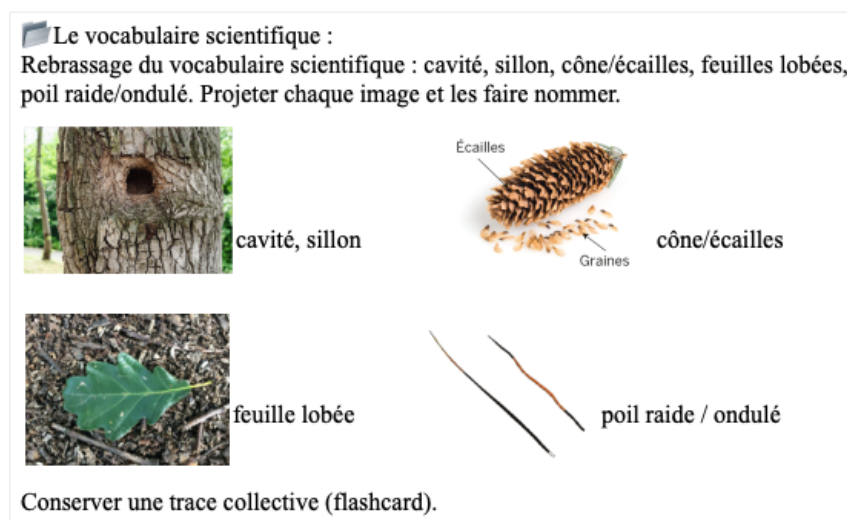 Le vocabulaire scientifique :
Rebrassage du vocabulaire scientifique : cavité, sillon, cône/écailles, feuilles lobées,
poil raide/ondulé. Projeter chaque image et les faire nommer.
Écailles
cavité, sillon
cône/écailles
Graines
feuille lobée
poil raide / ondulé
Conserver une trace collective (flashcard).